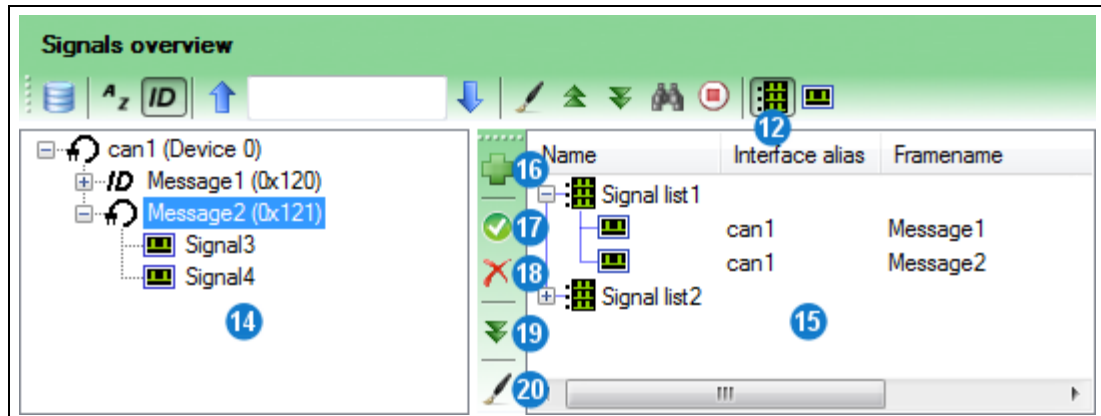 Signals overview
A Z ID
12
can1 (Device 0)
ID Message1 (0x120)
Message2 (0x121)
Signal3
Signal4
14
16
17
18
19
20
Name Interface alias Framename
Signal list1
can1 Message1
can1 Message2
Signal list2
15